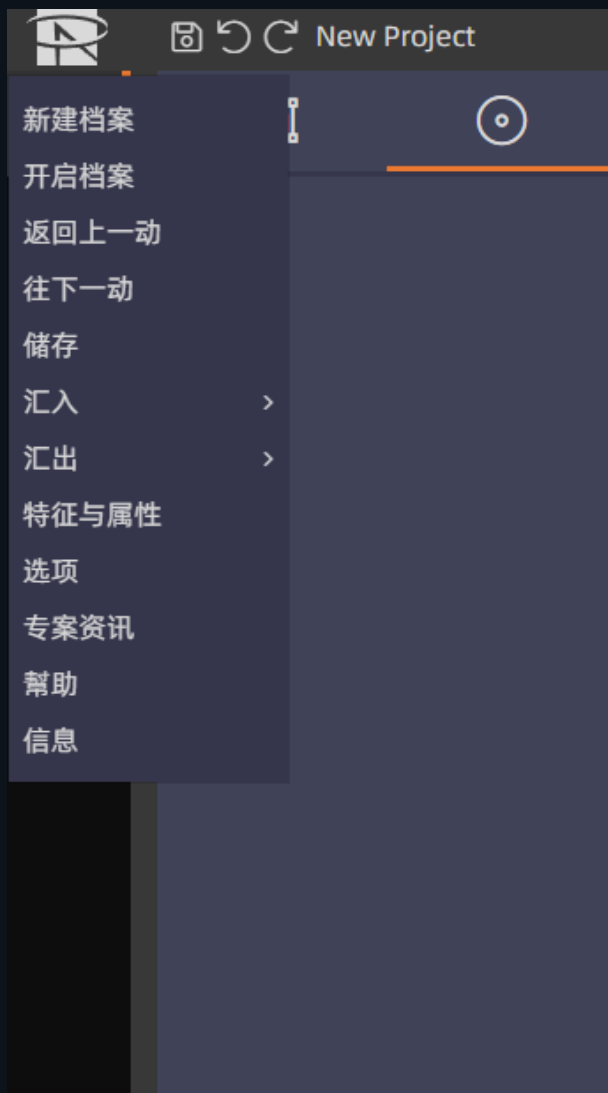 New Project
新建档案
开启档案
返回上一动
往下一动
储存
汇入
汇出
特征与属性
选项
专案资讯
幫助
信息